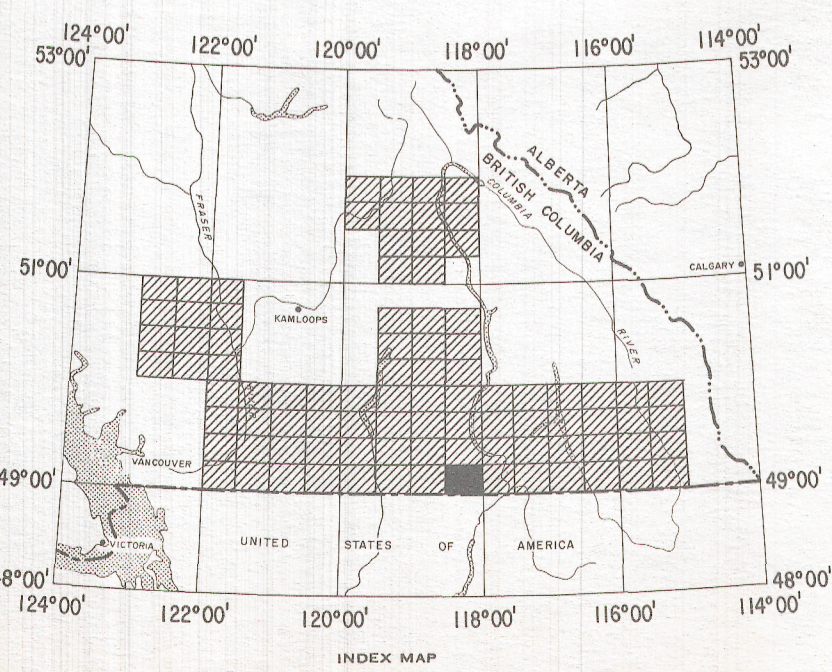 124°00' 122°00' 120°00' 118°00' 116°00' 114°00'
53°00' 53°00'
ALBERTA
BRITISH COLUMBIA
COLUMBIA
FRASER
51°00' CALGARY 51°00'
KAMLOOPS
RIVER
VANCOUVER
49°00' 49°00'
VICTORIA UNITED STATES OF AMERICA
8°00' 48°00'
124°00' 122°00' 120°00' 118°00' 116°00' 114°00'
INDEX MAP